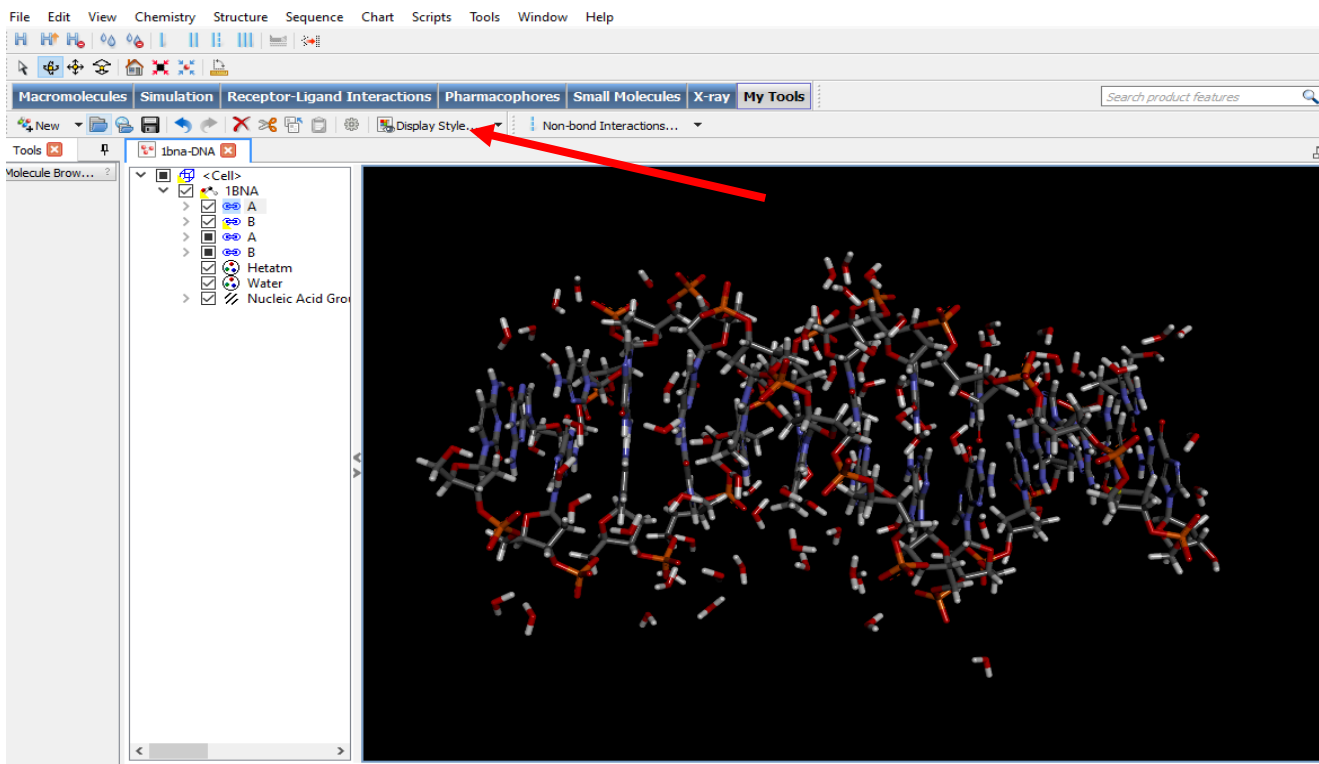 File Edit View Chemistry Structure Sequence Chart Scripts Tools Window Help
Macromolecules Simulation Receptor-Ligand Interactions Pharmacophores Small Molecules X-ray My Tools Search product features
New Display Style... Non-bond Interactions...
Tools 1bna-DNA
Molecule Brow... ?
<Cell>
1BNA
A
B
A
B
Hetatm
Water
Nucleic Acid Grou